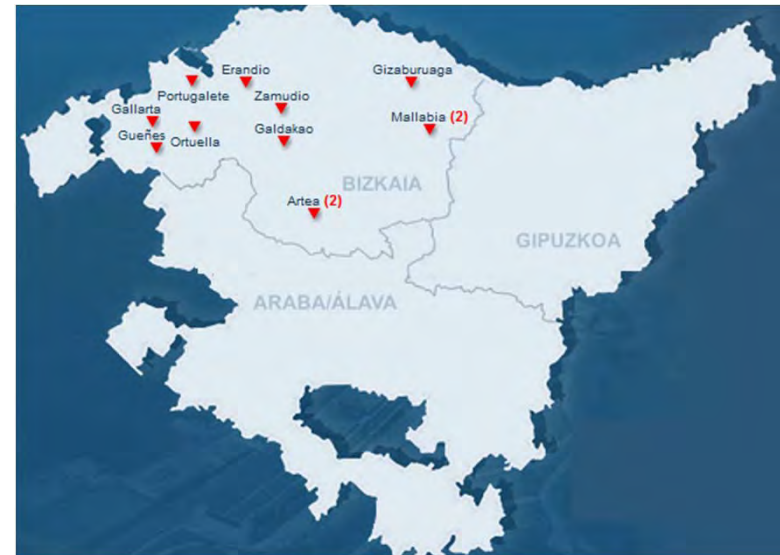 Erandio
Gizaburuaga
Portugalete
Zamudio
Gallarta
Mallabia (2)
Gueñes
Ortuella
Galdakao
BIZKAIA
Artea (2)
GIPUZKOA
ARABA/ÁLAVA